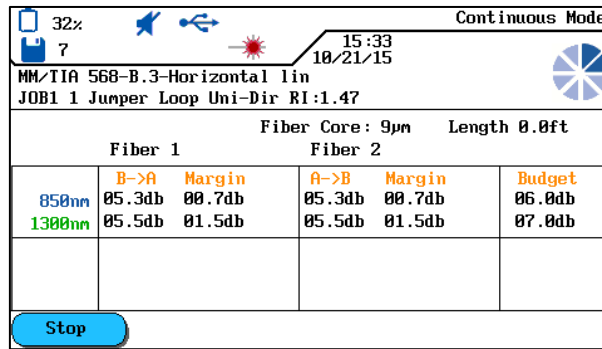 32% Continuous Mode
7 15:33
10/21/15
MM/TIA 568-B.3-Horizontal lin
JOB1 1 Jumper Loop Uni-Dir RI:1.47
Fiber Core: 9µm Length 0.0ft
Fiber 1 Fiber 2
B->A Margin A->B Margin Budget
850nm 05.3db 00.7db 05.3db 00.7db 06.0db
1300nm 05.5db 01.5db 05.5db 01.5db 07.0db
Stop